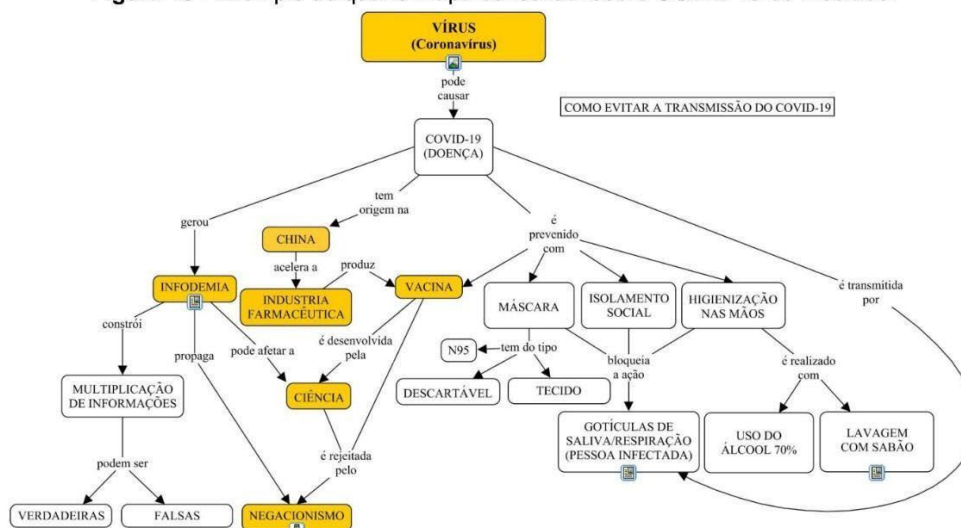 VÍRUS
(Coronavírus)
pode
causar
COMO EVITAR A TRANSMISSÃO DO COVID-19
COVID-19
(DOENÇA)
tem
origem na
gerou
é
prevenido
com
CHINA
acelera a
produz
é transmitida
por
INFODEMIA
INDUSTRIA
FARMACÊUTICA
VACINA
MÁSCARA
ISOLAMENTO
SOCIAL
HIGIENIZAÇÃO
NAS MÃOS
constrói
propaga
pode afetar a
é desenvolvida
pela
N95
tem do tipo
bloqueia
a ação
é realizado
com
MULTIPLICAÇÃO
DE INFORMAÇÕES
CIÊNCIA
DESCARTÁVEL
TECIDO
GOTÍCULAS DE
SALIVA/RESPIRAÇÃO
(PESSOA INFECTADA)
USO DO
ÁLCOOL 70%
LAVAGEM
COM SABÃO
podem ser
é rejeitada
pelo
VERDADEIRAS
FALSAS
NEGACIONISMO